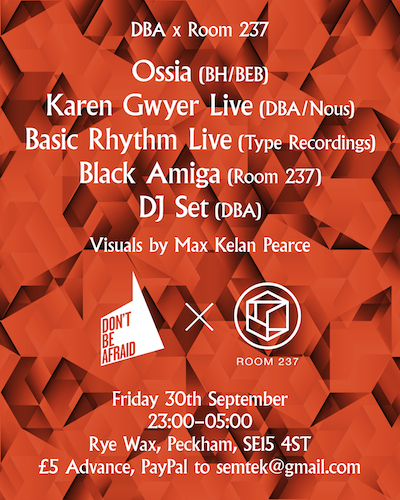 DBA x Room 237
Ossia (BH/BEB)
Karen Gwyer Live (DBA/Nous)
Basic Rhythm Live (Type Recordings)
Black Amiga (Room 237)
DJ Set (DBA)
Visuals by Max Kelan Pearce
DON'T
BE
AFRAID
ROOM 237
Friday 30th September
23:00–05:00
Rye Wax, Peckham, SE15 4ST
£5 Advance, PayPal to semtek@gmail.com